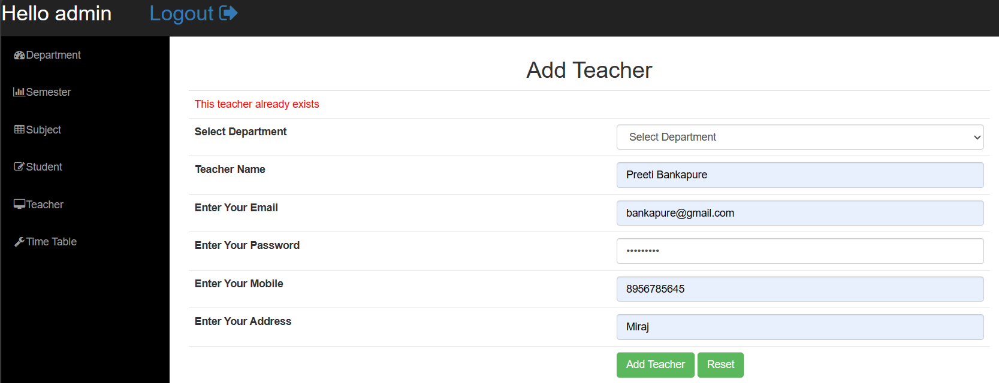 Hello admin Logout
Department
Semester
Subject
Student
Teacher
Time Table
Add Teacher
This teacher already exists
Select Department Select Department
Teacher Name Preeti Bankapure
Enter Your Email bankapure@gmail.com
Enter Your Password •••••••••
Enter Your Mobile 8956785645
Enter Your Address Miraj
Add Teacher Reset